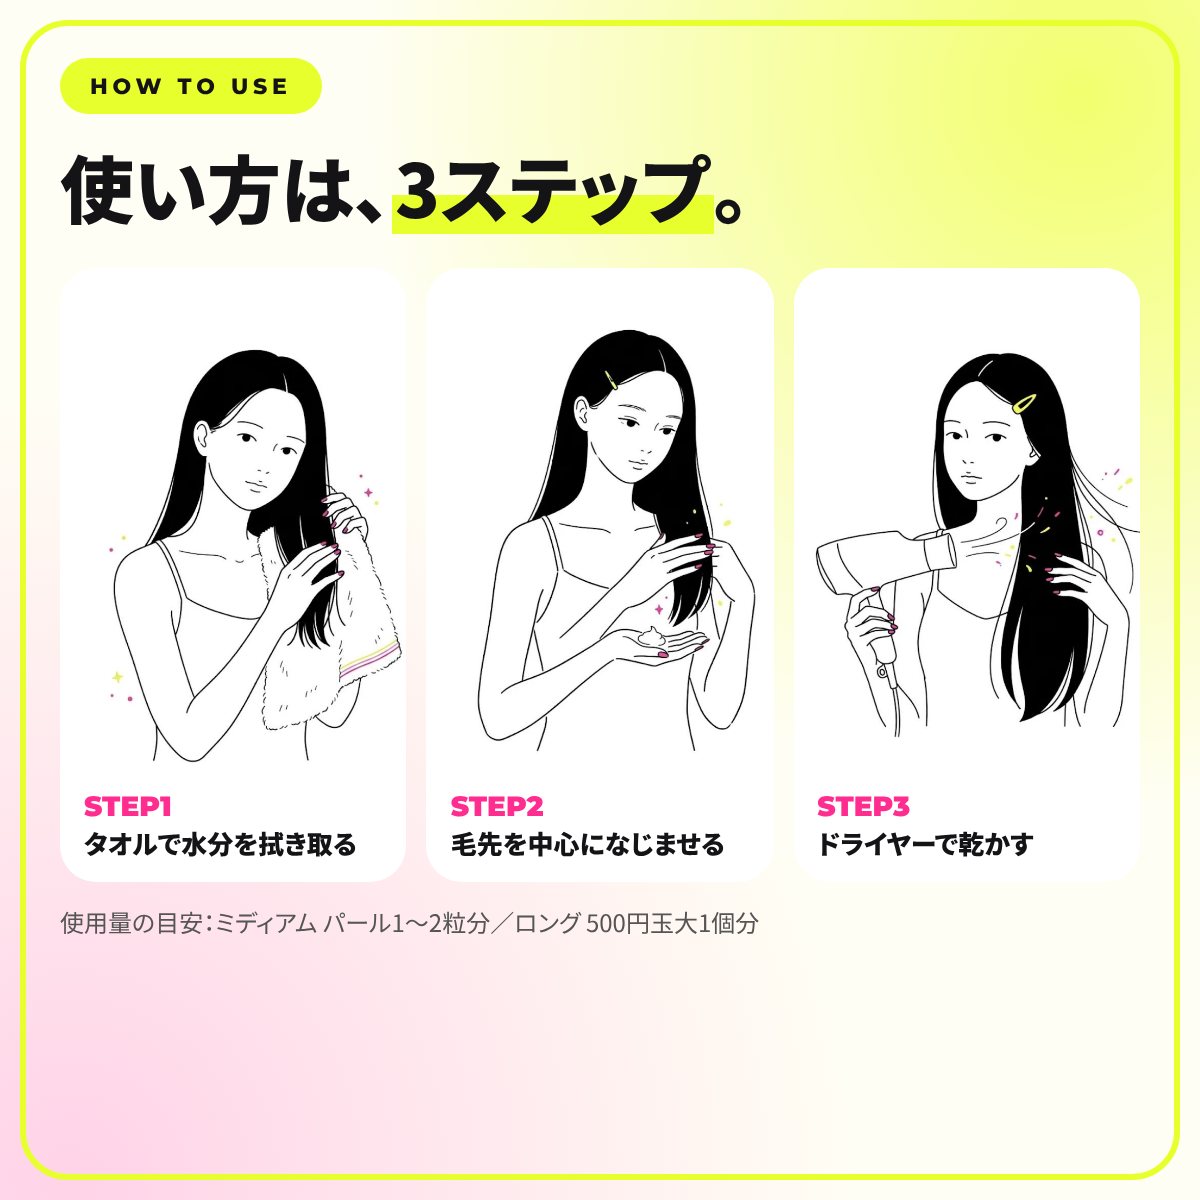 HOW TO USE
使い方は、3ステップ。
STEP1
タオルで水分を拭き取る
STEP2
毛先を中心になじませる
STEP3
ドライヤーで乾かす
使用量の目安：ミディアム パール1〜2粒分／ロング 500円玉大1個分